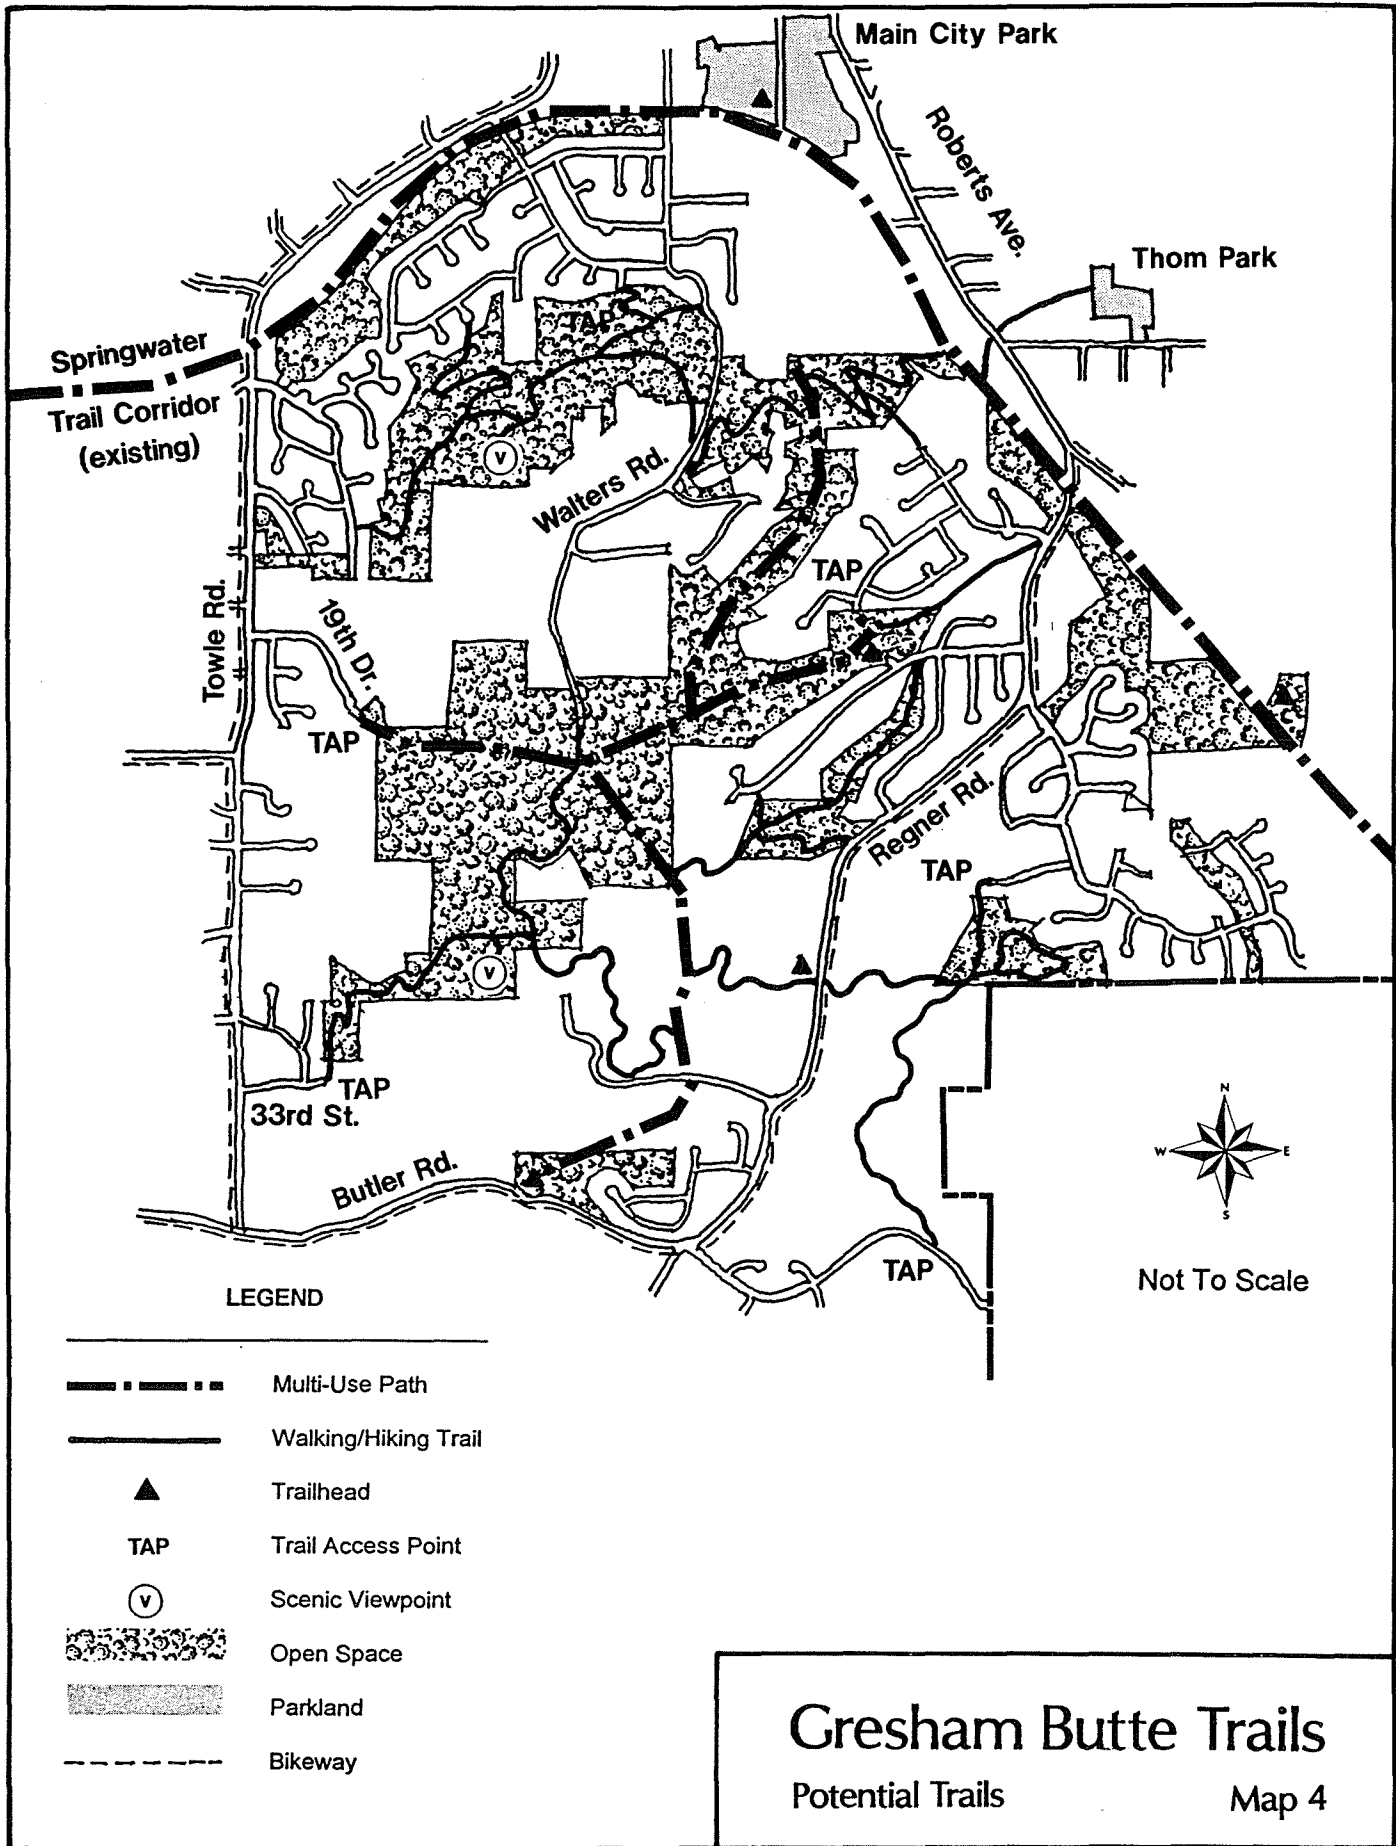 Main City Park
Roberts Ave.
Thom Park
Springwater
Trail Corridor
(existing)
TAP
V
Walters Rd.
TAP
Towle Rd.
19th Dr.
TAP
Regner Rd.
TAP
V
TAP
33rd St.
Butler Rd.
TAP
N
W
E
S
Not To Scale
LEGEND
Multi-Use Path
Walking/Hiking Trail
Trailhead
TAP
Trail Access Point
V
Scenic Viewpoint
Open Space
Parkland
Bikeway
Gresham Butte Trails
Potential Trails
Map 4